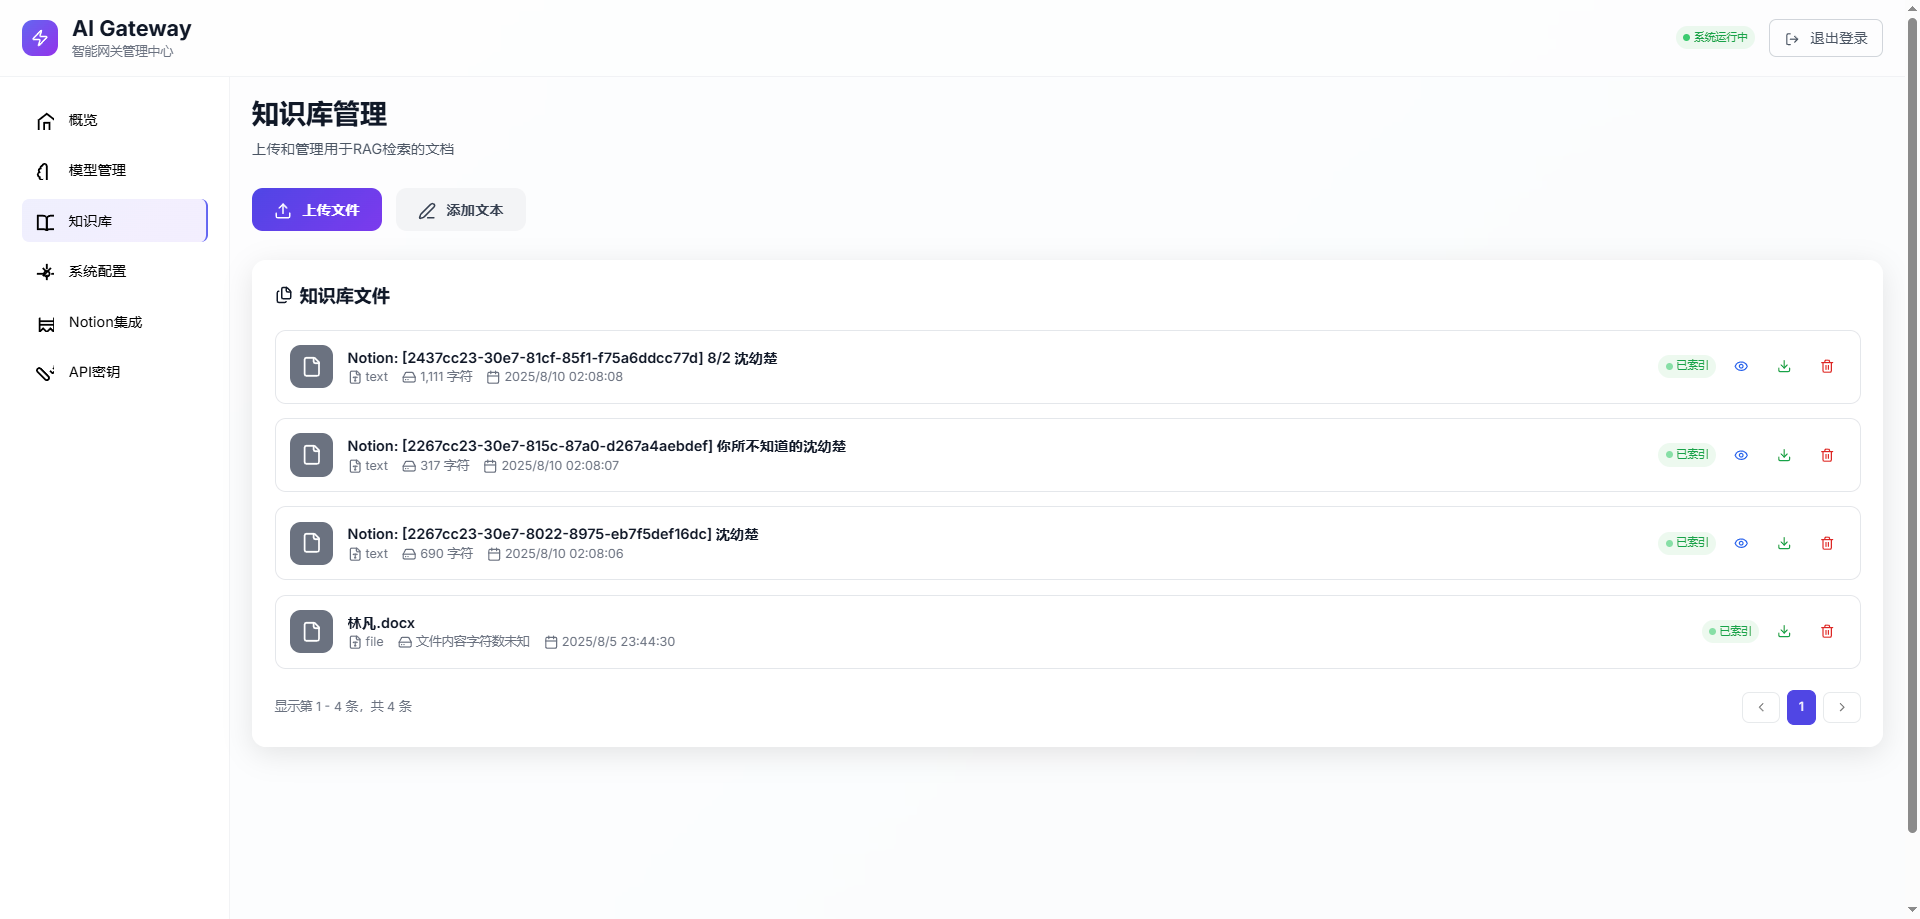 AI Gateway
智能网关管理中心
系统运行中
退出登录
概览
模型管理
知识库
系统配置
Notion集成
API密钥
知识库管理
上传和管理用于RAG检索的文档
上传文件
添加文本
知识库文件
Notion: [2437cc23-30e7-81cf-85f1-f75a6ddcc77d] 8/2 沈幼楚
text 1,111 字符 2025/8/10 02:08:08
已索引
Notion: [2267cc23-30e7-815c-87a0-d267a4aebdef] 你所不知道的沈幼楚
text 317 字符 2025/8/10 02:08:07
已索引
Notion: [2267cc23-30e7-8022-8975-eb7f5def16dc] 沈幼楚
text 690 字符 2025/8/10 02:08:06
已索引
林凡.docx
file 文件内容字符数未知 2025/8/5 23:44:30
已索引
显示第 1 - 4 条，共 4 条
1